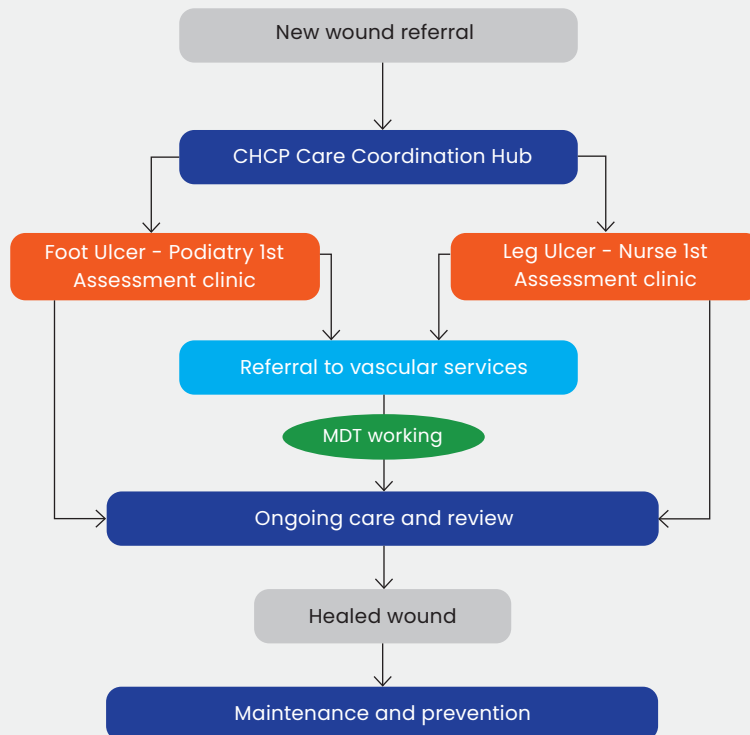 New wound referral
CHCP Care Coordination Hub
Foot Ulcer - Podiatry 1st
Assessment clinic
Leg Ulcer - Nurse 1st
Assessment clinic
Referral to vascular services
MDT working
Ongoing care and review
Healed wound
Maintenance and prevention